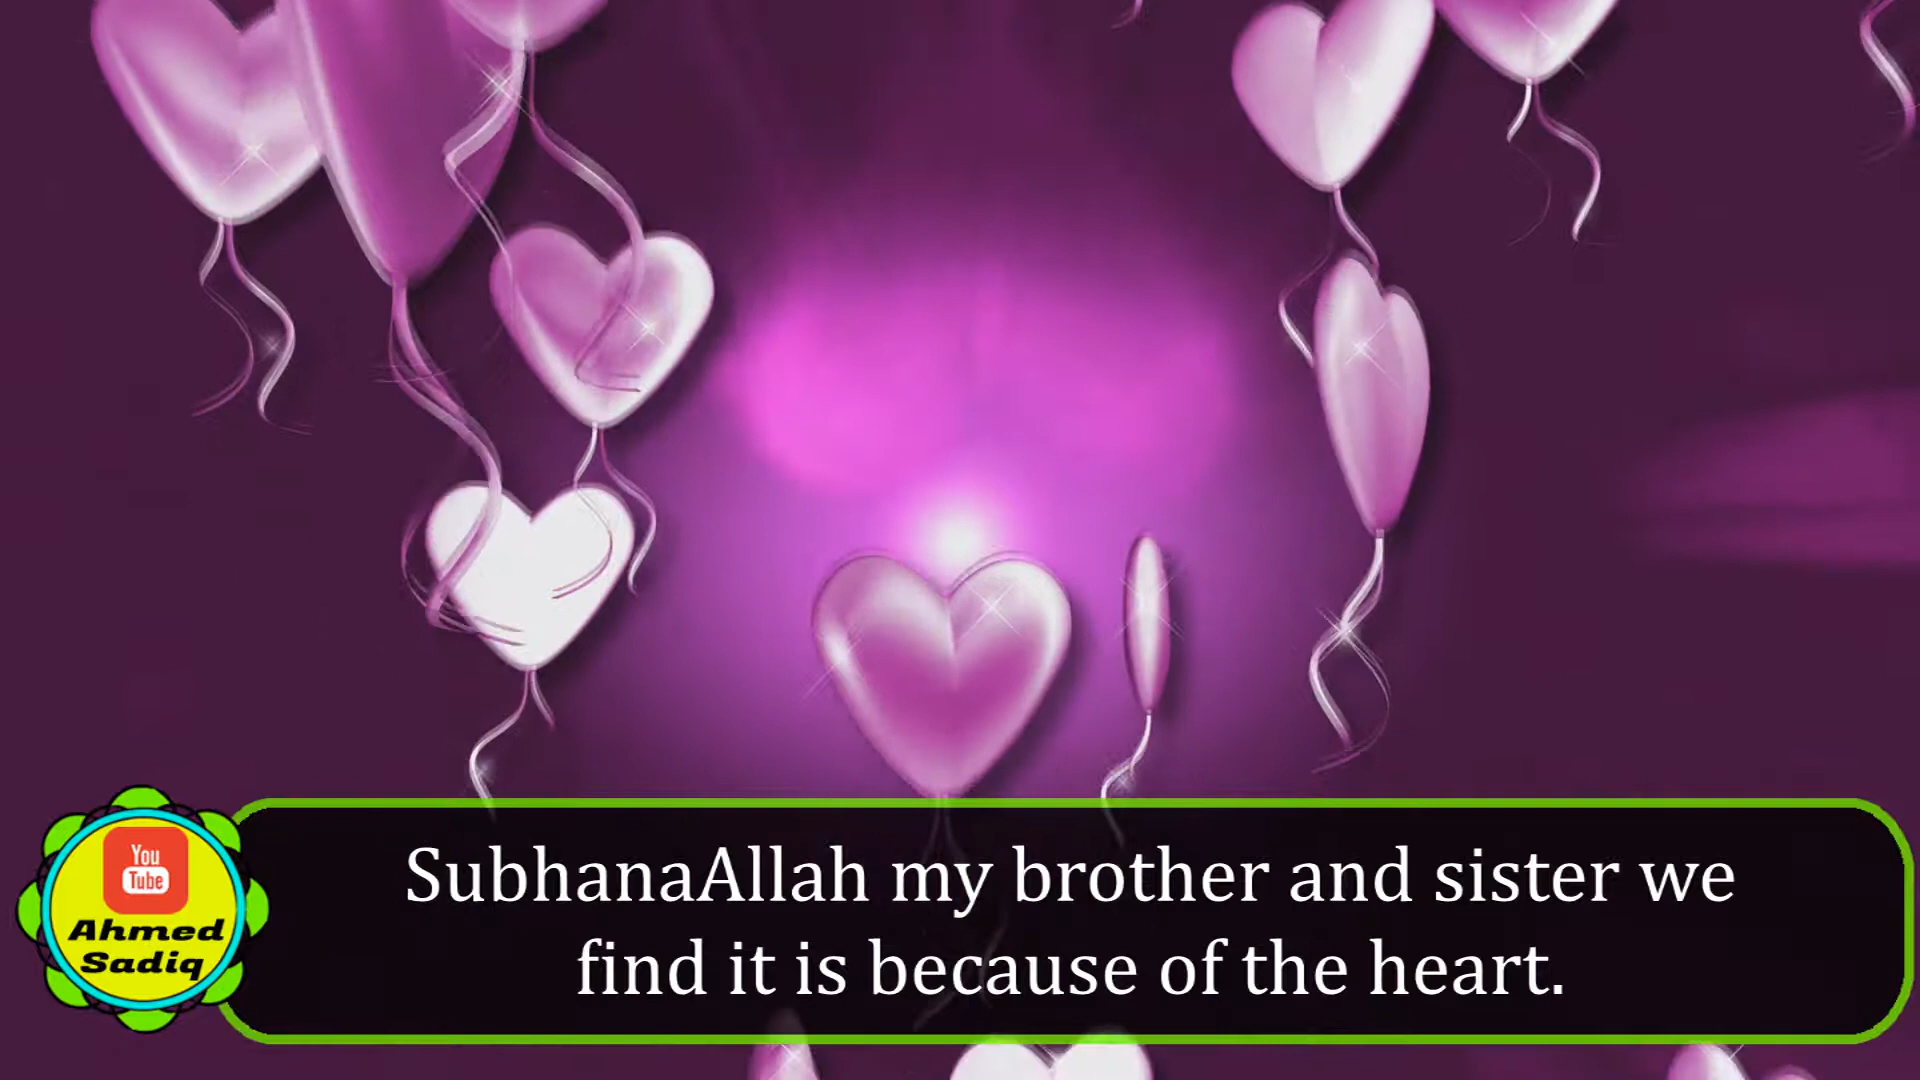 You
Tube
Ahmed
Sadiq
SubhanaAllah my brother and sister we
find it is because of the heart.